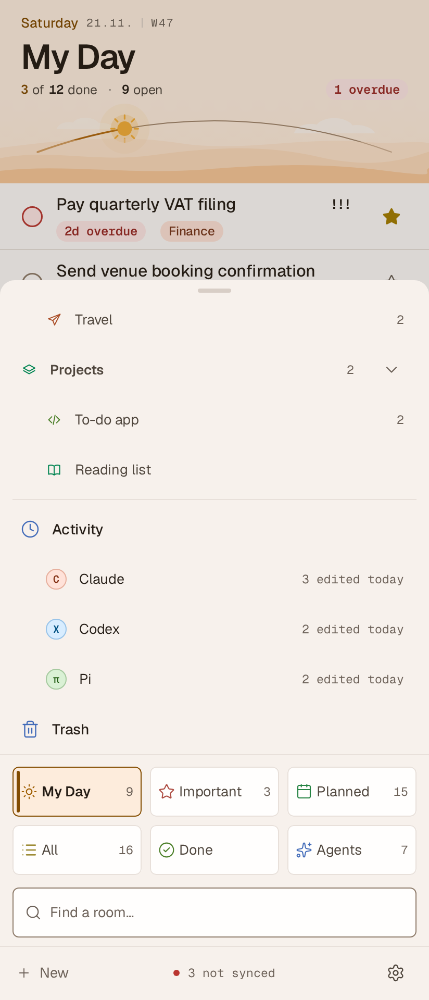 Saturday 21.11. | W47
My Day
3 of 12 done · 9 open
1 overdue
Pay quarterly VAT filing !!!
2d overdue Finance
Send venue booking confirmation
Travel 2
Projects 2
To-do app 2
Reading list
Activity
C Claude 3 edited today
X Codex 2 edited today
π Pi 2 edited today
Trash
My Day 9 Important 3 Planned 15
All 16 Done Agents 7
Find a room…
+ New 3 not synced